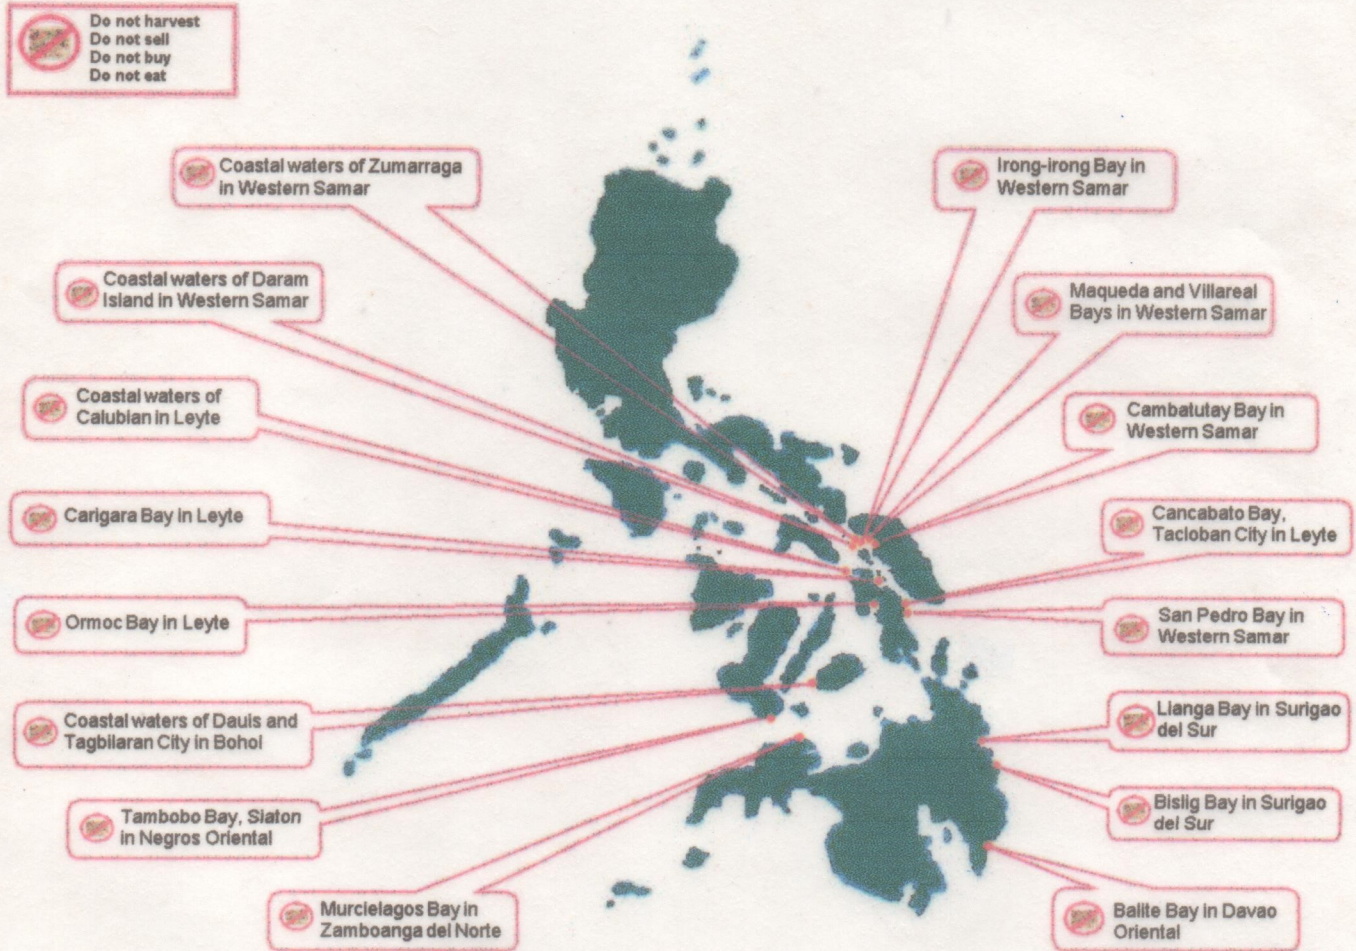 Do not harvest
Do not sell
Do not buy
Do not eat
Coastal waters of Zumarraga
in Western Samar
Irong-irong Bay in
Western Samar
Coastal waters of Daram
Island in Western Samar
Maqueda and Villareal
Bays in Western Samar
Coastal waters of
Calubian in Leyte
Cambatutay Bay in
Western Samar
Carigara Bay in Leyte
Cancabato Bay,
Tacloban City in Leyte
Ormoc Bay in Leyte
San Pedro Bay in
Western Samar
Coastal waters of Dauis and
Tagbilaran City in Bohol
Lianga Bay in Surigao
del Sur
Tambobo Bay, Siaton
in Negros Oriental
Bislig Bay in Surigao
del Sur
Murcielagos Bay in
Zamboanga del Norte
Balite Bay in Davao
Oriental